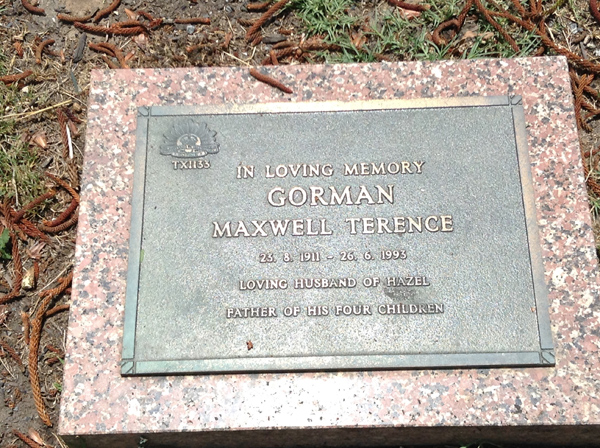 TX1133
IN LOVING MEMORY
GORMAN
MAXWELL TERENCE
23. 8. 1911 - 26. 6. 1993
LOVING HUSBAND OF HAZEL
FATHER OF HIS FOUR CHILDREN